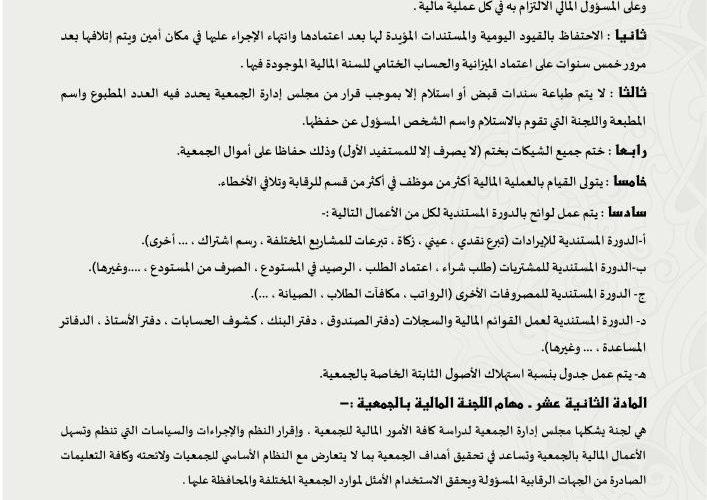 وعلى المسؤول المالي الالتزام به في كل عملية مالية .
ثانيا : الاحتفاظ بالقيود اليومية والمستندات المؤيدة لها بعد اعتمادها وانتهاء الإجراء عليها في مكان أمين ويتم إتلافها بعد
مرور خمس سنوات على اعتماد الميزانية والحساب الختامي للسنة المالية الموجودة فيها .
ثالثا : لا يتم طباعة سندات قبض أو استلام إلا بموجب قرار من مجلس إدارة الجمعية يحدد فيه العدد المطبوع واسم
المطبعة واللجنة التي تقوم بالاستلام واسم الشخص المسؤول عن حفظها.
رابعا : ختم جميع الشيكات بختم (لا يصرف إلا للمستفيد الأول) وذلك حفاظا على أموال الجمعية.
خامسا : يتولى القيام بالعملية المالية أكثر من موظف في أكثر من قسم للرقابة وتلافي الأخطاء.
سادسا : يتم عمل لوائح بالدورة المستندية لكل من الأعمال التالية :-
أ-الدورة المستندية للإيرادات (تبرع نقدي ، عيني ، زكاة ، تبرعات للمشاريع المختلفة ، رسم اشتراك ، ... أخرى).
ب-الدورة المستندية للمشتريات (طلب شراء ، اعتماد الطلب ، الرصيد في المستودع ، الصرف من المستودع ، ....وغيرها).
ج- الدورة المستندية للمصروفات الأخرى (الرواتب ، مكافآت الطلاب ، الصيانة ، ...).
د- الدورة المستندية لعمل القوائم المالية والسجلات (دفتر الصندوق ، دفتر البنك ، كشوف الحسابات ، دفتر الأستاذ ، الدفاتر
المساعدة ، ... وغيرها).
هـ- يتم عمل جدول بنسبة استهلاك الأصول الثابتة الخاصة بالجمعية.
المادة الثانية عشر . مهام اللجنة المالية بالجمعية :–
هي لجنة يشكلها مجلس إدارة الجمعية لدراسة كافة الأمور المالية للجمعية ، وإقرار النظم والإجراءات والسياسات التي تنظم وتسهل
الأعمال المالية بالجمعية وتساعد في تحقيق أهداف الجمعية بما لا يتعارض مع النظام الأساسي للجمعيات ولائحته وكافة التعليمات
الصادرة من الجهات الرقابية المسؤولة ويحقق الاستخدام الأمثل لموارد الجمعية المختلفة والمحافظة عليها .